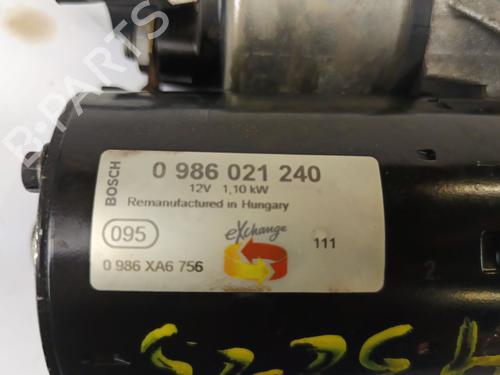 B-PARTS
BOSCH
0 986 021 240
12V 1,10 kW
Remanufactured in Hungary
095
eXchange
111
0 986 XA6 756
2